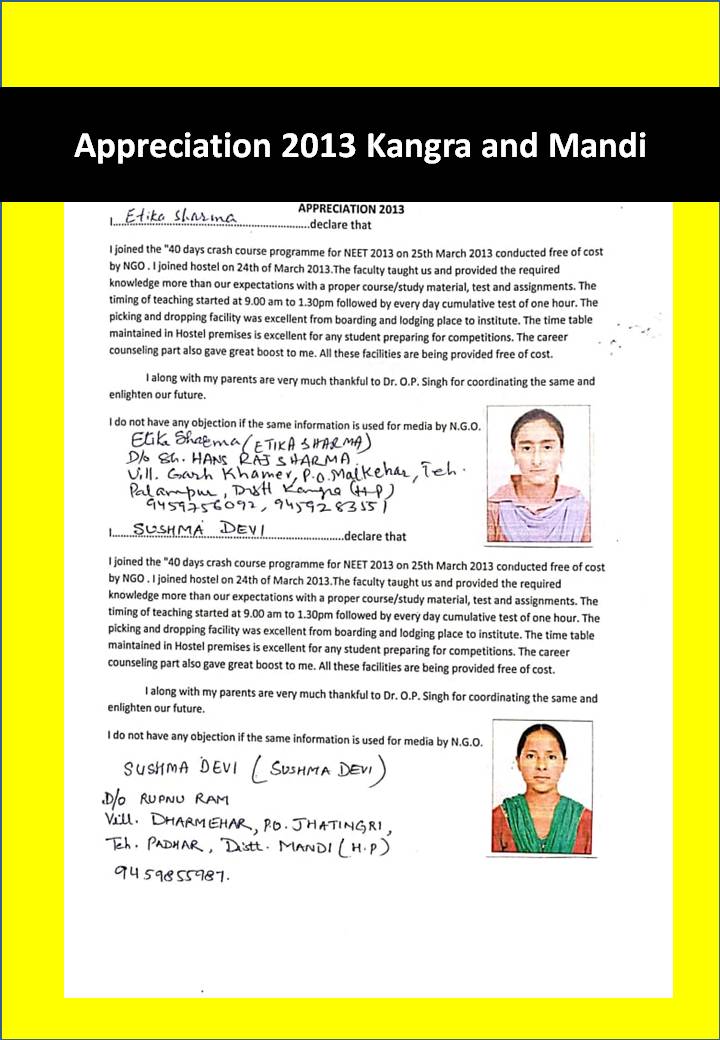 Appreciation 2013 Kangra and Mandi
APPRECIATION 2013
I....Etika Sharma....declare that
I joined the "40 days crash course programme for NEET 2013 on 25th March 2013 conducted free of cost
by NGO . I joined hostel on 24th of March 2013.The faculty taught us and provided the required
knowledge more than our expectations with a proper course/study material, test and assignments. The
timing of teaching started at 9.00 am to 1.30pm followed by every day cumulative test of one hour. The
picking and dropping facility was excellent from boarding and lodging place to institute. The time table
maintained in Hostel premises is excellent for any student preparing for competitions. The career
counseling part also gave great boost to me. All these facilities are being provided free of cost.
I along with my parents are very much thankful to Dr. O.P. Singh for coordinating the same and
enlighten our future.
I do not have any objection if the same information is used for media by N.G.O.
Etika Sharma (ETIKA SHARMA)
D/o Sh. HANS RAJ SHARMA
Vill. Garh Khamer, P.O. Malkehar, Teh.
Palampur, Distt Kangra (H.P)
9459756092, 9459283551
I....SUSHMA DEVI....declare that
I joined the "40 days crash course programme for NEET 2013 on 25th March 2013 conducted free of cost
by NGO . I joined hostel on 24th of March 2013.The faculty taught us and provided the required
knowledge more than our expectations with a proper course/study material, test and assignments. The
timing of teaching started at 9.00 am to 1.30pm followed by every day cumulative test of one hour. The
picking and dropping facility was excellent from boarding and lodging place to institute. The time table
maintained in Hostel premises is excellent for any student preparing for competitions. The career
counseling part also gave great boost to me. All these facilities are being provided free of cost.
I along with my parents are very much thankful to Dr. O.P. Singh for coordinating the same and
enlighten our future.
I do not have any objection if the same information is used for media by N.G.O.
SUSHMA DEVI (SUSHMA DEVI)
D/o RUPNU RAM
Vill. DHARMEHAR, P.O. JHATINGRI,
Teh. PADHAR, Distt. MANDI (H.P)
9459855987.